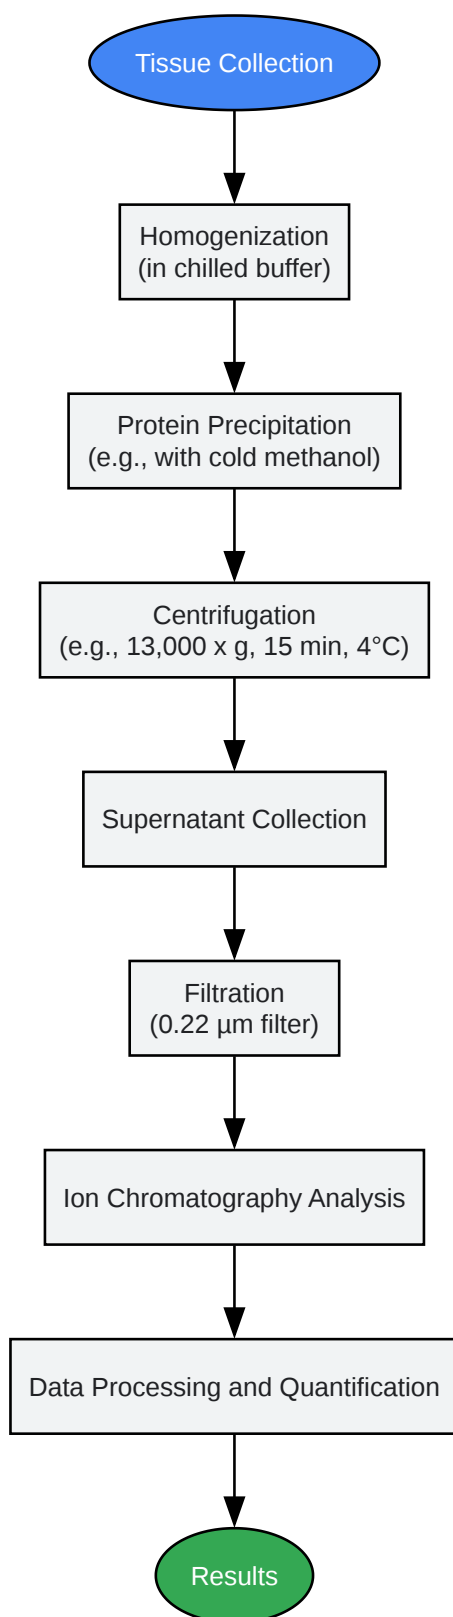 Tissue Collection
Homogenization
(in chilled buffer)
Protein Precipitation
(e.g., with cold methanol)
Centrifugation
(e.g., 13,000 x g, 15 min, 4°C)
Supernatant Collection
Filtration
(0.22 µm filter)
Ion Chromatography Analysis
Data Processing and Quantification
Results